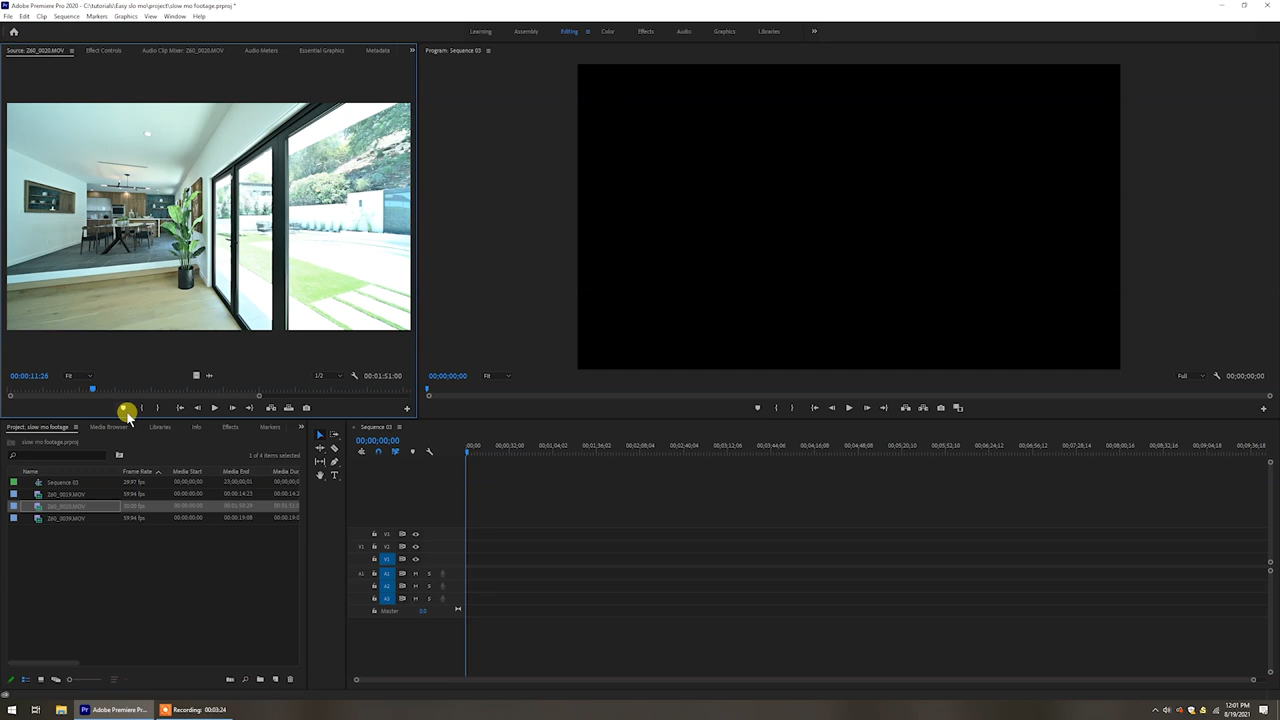 Adobe Premiere Pro 2020 - C:\tutorials\Easy slo mo\project\slow mo footage.prproj *
File Edit Clip Sequence Markers Graphics View Window Help
Learning Assembly Editing Color Effects Audio Graphics Libraries
Source: Z60_0020.MOV Effect Controls Audio Clip Mixer: Z60_0020.MOV Audio Meters Essential Graphics Metadata
Program: Sequence 03
00:00:11:26 Fit 1/2 00:01:51:00
00;00;00;00 Fit Full 00;00;00;00
Project: slow mo footage Media Browser Libraries Info Effects Markers
slow mo footage.prproj
1 of 4 items selected
Name Frame Rate Media Start Media End Media Dur
Sequence 03 29.97 fps 00;00;00;00 23;00;00;01 00;00;00;0
Z60_0019.MOV 59.94 fps 00:00:00:00 00:00:14:23 00:00:14:2
Z60_0020.MOV 30.00 fps 00:00:00:00 00:01:50:29 00:01:51:0
Z60_0039.MOV 59.94 fps 00:00:00:00 00:00:19:08 00:00:19:0
Sequence 03
00;00;00;00
;00;00 00;00;32;00 00;01;04;02 00;01;36;02 00;02;08;04 00;02;40;04 00;03;12;06 00;03;44;06 00;04;16;08 00;04;48;08 00;05;20;10 00;05;52;10 00;06;24;12 00;06;56;12 00;07;28;14 00;08;00;16 00;08;32;16 00;09;04;18 00;09;36;18
V3
V1 V2
V1
A1 A1 M S
A2 M S
A3 M S
Master 0.0
Adobe Premiere Pr...
Recording: 00:03:24
12:01 PM
8/19/2021